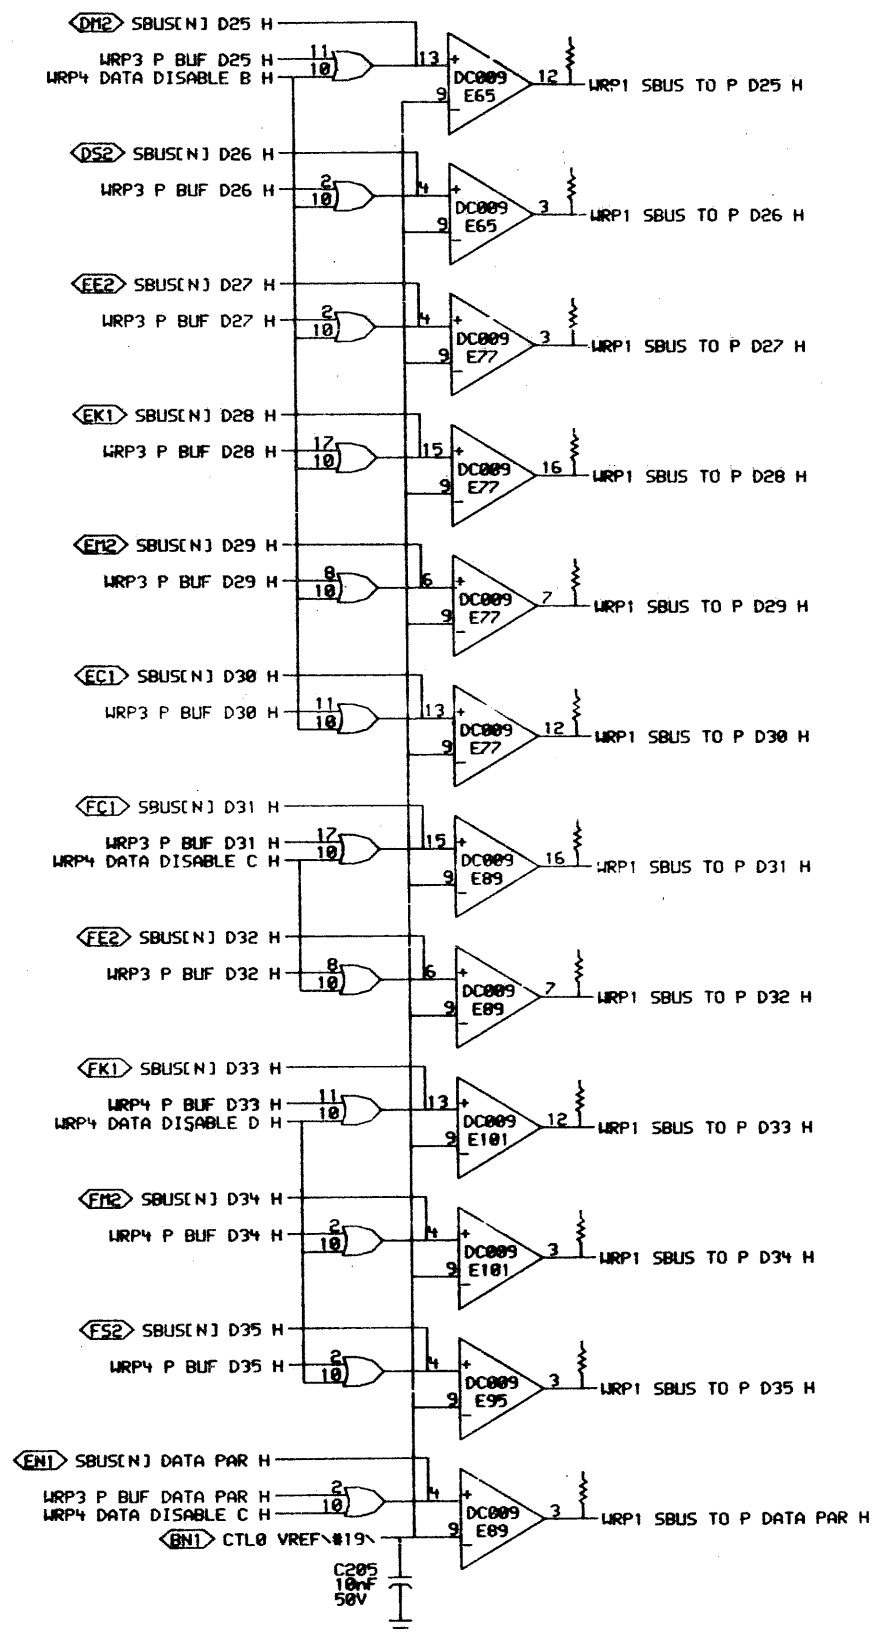 DM2 SBUS[N] D25 H
WRP3 P BUF D25 H 11
WRP4 DATA DISABLE B H 10
13
DC009
E65
9
12 WRP1 SBUS TO P D25 H
DS2 SBUS[N] D26 H
WRP3 P BUF D26 H 2
10
4
DC009
E65
9
3 WRP1 SBUS TO P D26 H
EE2 SBUS[N] D27 H
WRP3 P BUF D27 H 2
10
4
DC009
E77
9
3 WRP1 SBUS TO P D27 H
EK1 SBUS[N] D28 H
WRP3 P BUF D28 H 17
10
15
DC009
E77
9
16 WRP1 SBUS TO P D28 H
EM2 SBUS[N] D29 H
WRP3 P BUF D29 H 8
10
6
DC009
E77
9
7 WRP1 SBUS TO P D29 H
EC1 SBUS[N] D30 H
WRP3 P BUF D30 H 11
10
13
DC009
E77
9
12 WRP1 SBUS TO P D30 H
FC1 SBUS[N] D31 H
WRP3 P BUF D31 H 17
WRP4 DATA DISABLE C H 10
15
DC009
E89
9
16 WRP1 SBUS TO P D31 H
FE2 SBUS[N] D32 H
WRP3 P BUF D32 H 8
10
6
DC009
E89
9
7 WRP1 SBUS TO P D32 H
FK1 SBUS[N] D33 H
WRP4 P BUF D33 H 11
WRP4 DATA DISABLE D H 10
13
DC009
E101
9
12 WRP1 SBUS TO P D33 H
FM2 SBUS[N] D34 H
WRP4 P BUF D34 H 2
10
4
DC009
E101
9
3 WRP1 SBUS TO P D34 H
FS2 SBUS[N] D35 H
WRP4 P BUF D35 H 2
10
4
DC009
E95
9
3 WRP1 SBUS TO P D35 H
EN1 SBUS[N] DATA PAR H
WRP3 P BUF DATA PAR H 2
WRP4 DATA DISABLE C H 10
4
DC009
E89
9
3 WRP1 SBUS TO P DATA PAR H
BN1 CTL0 VREF\#19\
C205
10nF
50V